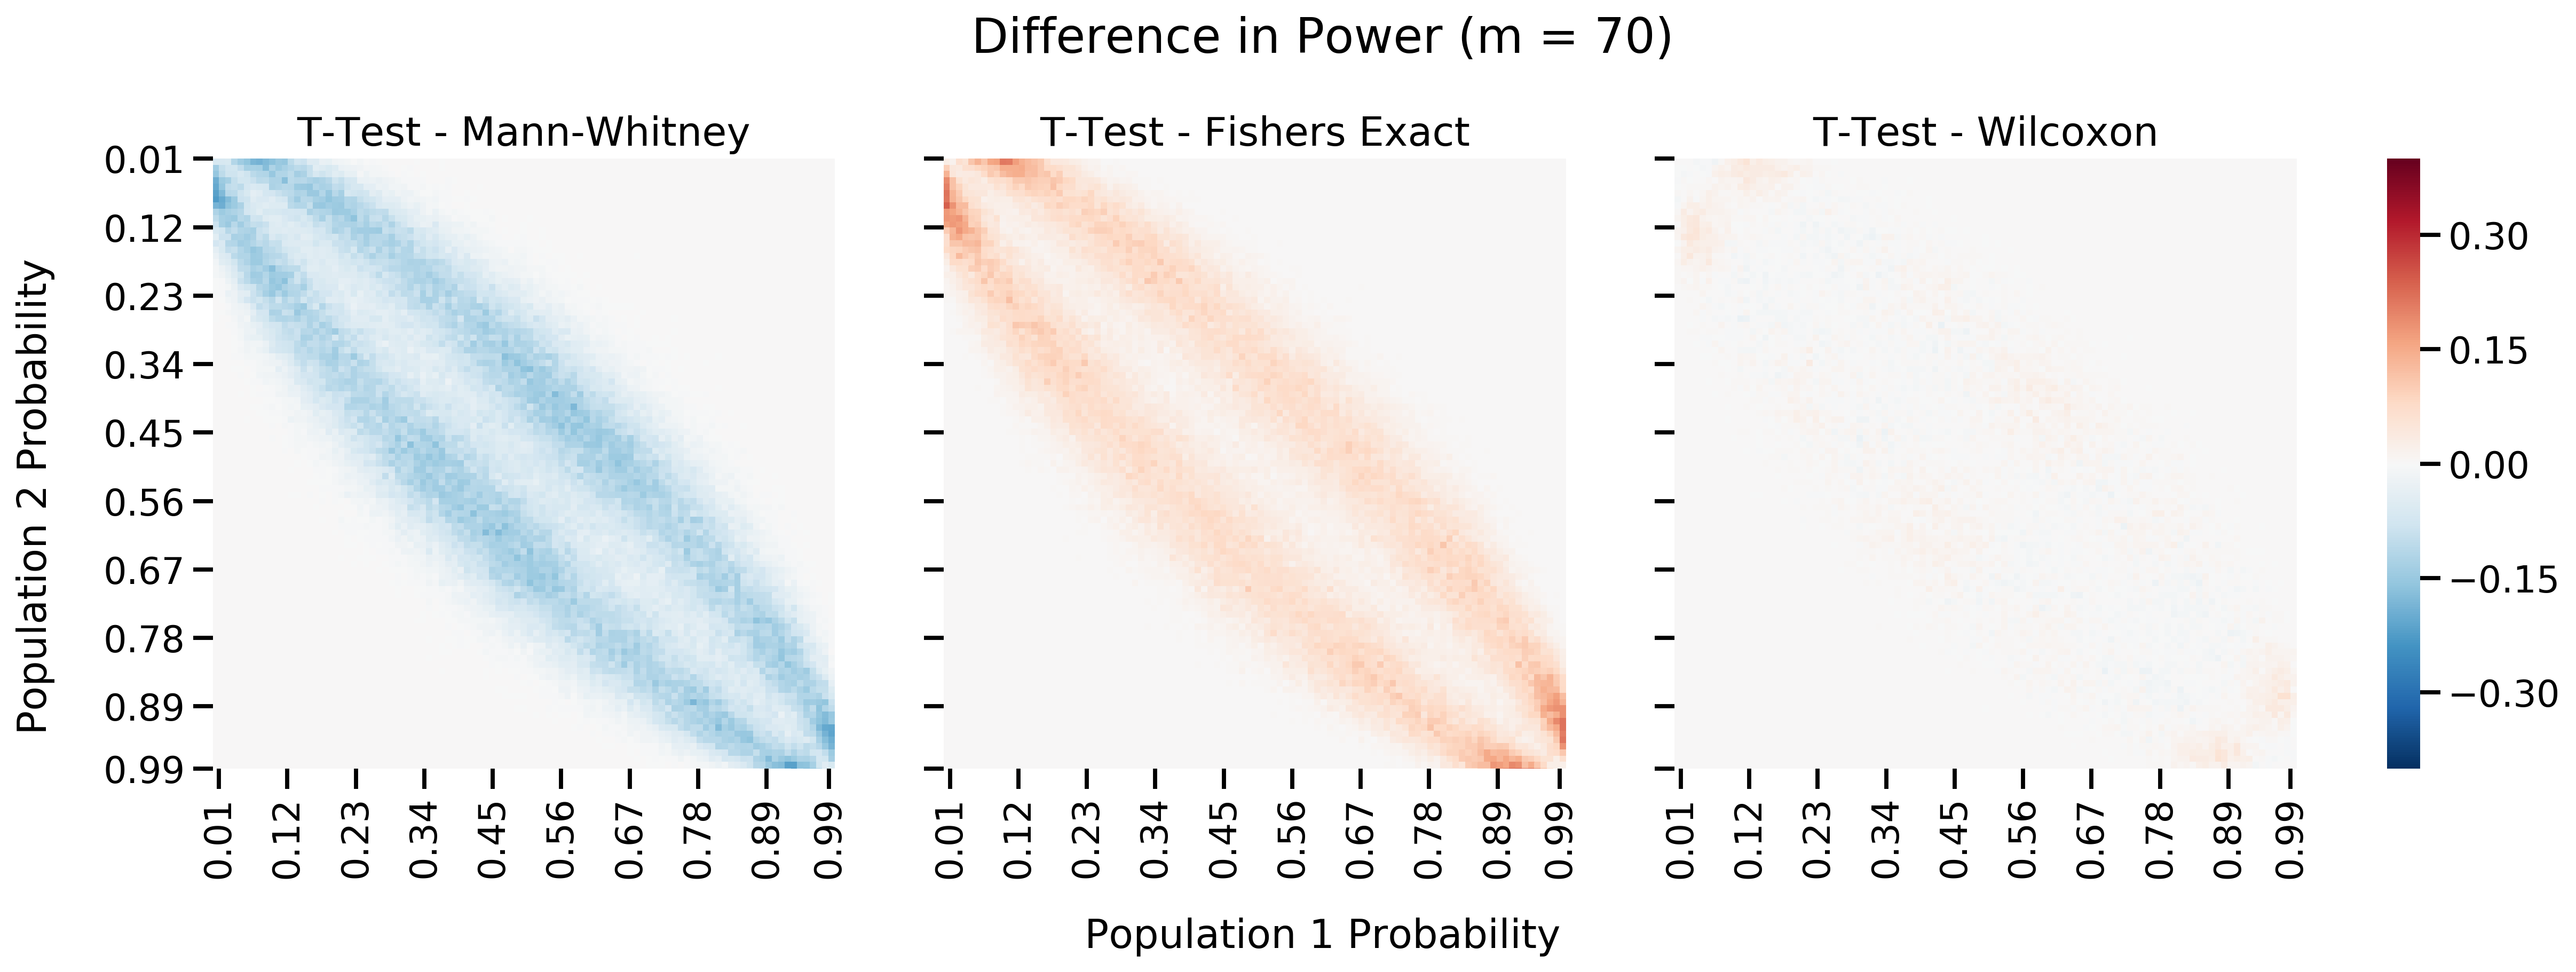 Difference in Power (m = 70)
T-Test - Mann-Whitney
T-Test - Fishers Exact
T-Test - Wilcoxon
Population 2 Probability
0.01
0.12
0.23
0.34
0.45
0.56
0.67
0.78
0.89
0.99
0.01 0.12 0.23 0.34 0.45 0.56 0.67 0.78 0.89 0.99
0.01 0.12 0.23 0.34 0.45 0.56 0.67 0.78 0.89 0.99
0.01 0.12 0.23 0.34 0.45 0.56 0.67 0.78 0.89 0.99
Population 1 Probability
0.30
0.15
0.00
−0.15
−0.30